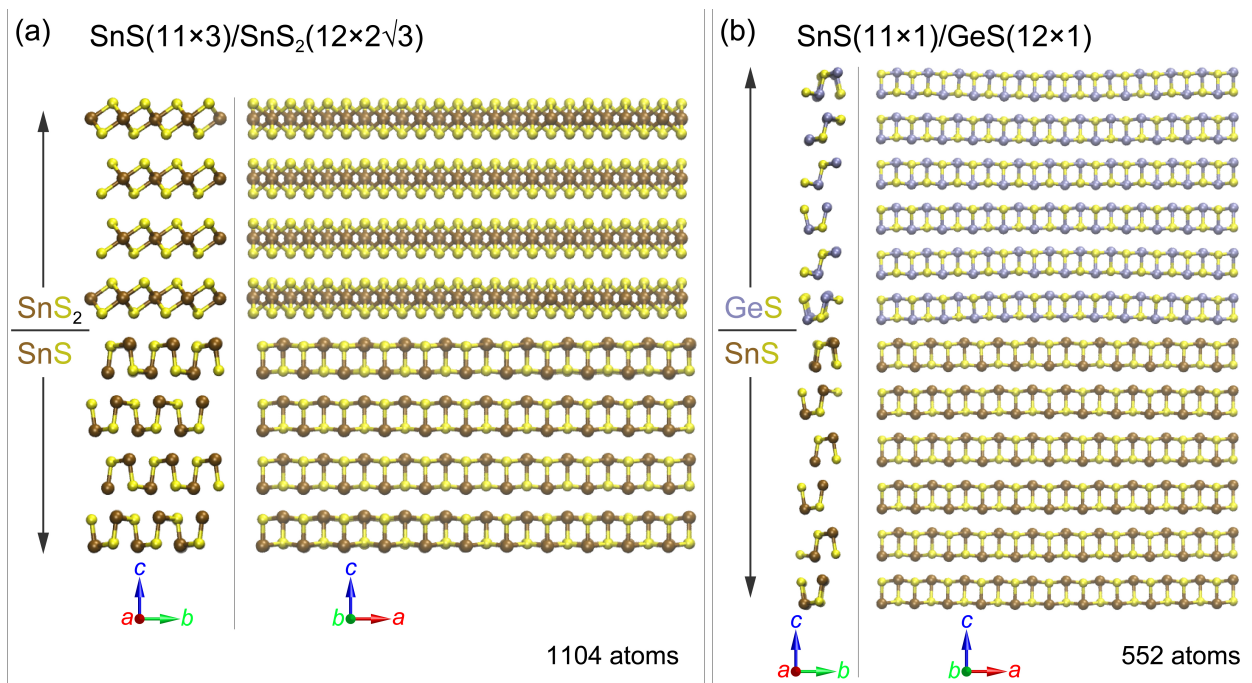 (a) SnS(11×3)/SnS₂(12×2√3)
SnS₂
SnS
c
a b
c
b a
1104 atoms
(b) SnS(11×1)/GeS(12×1)
GeS
SnS
c
a b
c
b a
552 atoms